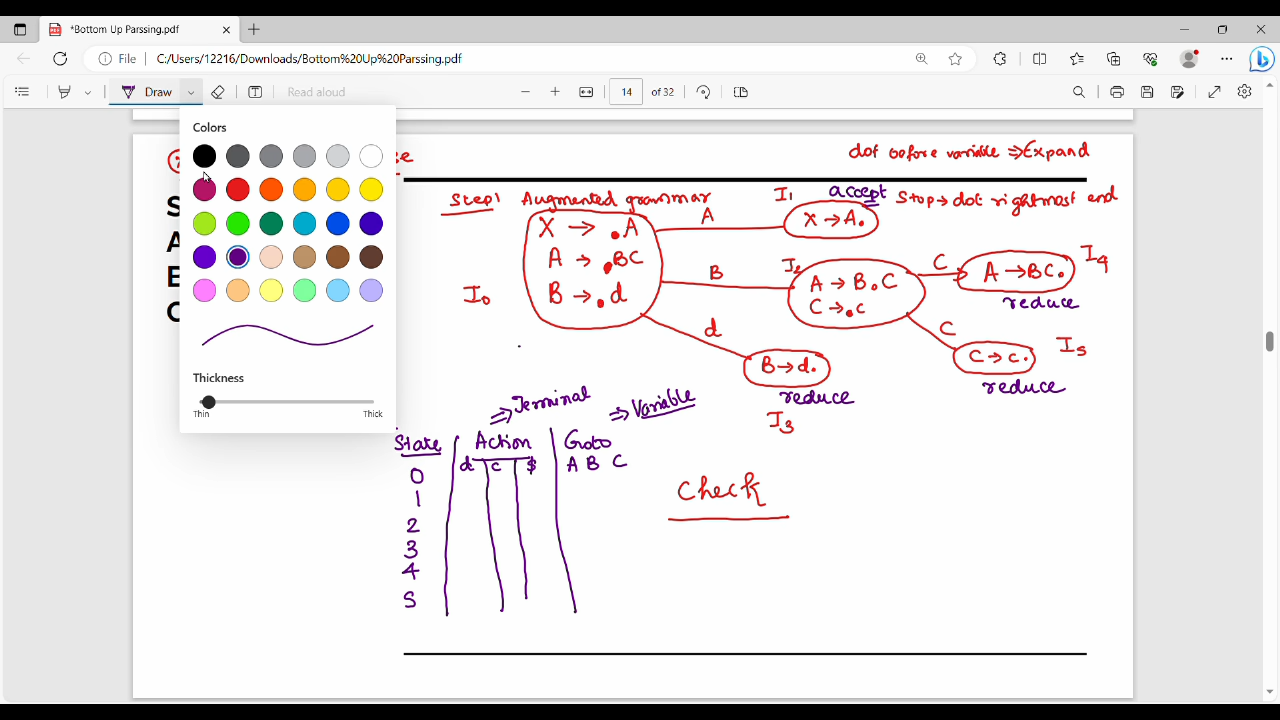 *Bottom Up Parssing.pdf
File
C:/Users/12216/Downloads/Bottom%20Up%20Parssing.pdf
Draw
Read aloud
14
of 32
Colors
Thickness
Thin
Thick
se
dot before variable ⇒ Expand
Step1 Augmented grammar
I1 accept
Stop → dot rightmost end
X → .A
A → .BC
B → .d
I0
A
X → A.
B
I2
A → B.C
C → .c
C
A → BC.
I4
reduce
d
B → d.
reduce
I3
C
C → c.
I5
reduce
⇒ Terminal
⇒ Variable
State
Action
Goto
d c $
A B C
0
1
2
3
4
5
Check
S
A